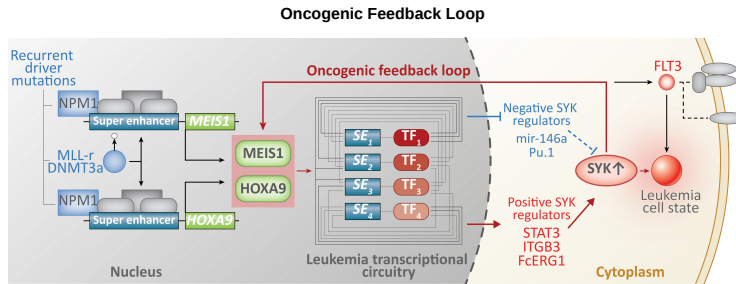 Oncogenic Feedback Loop
Recurrent
driver
mutations
NPM1
Super enhancer
MEIS1
MLL-r
DNMT3a
NPM1
Super enhancer
HOXA9
Nucleus
MEIS1
HOXA9
Oncogenic feedback loop
SE1 TF1
SE2 TF2
SE3 TF3
SE4 TF4
Leukemia transcriptional
circuitry
Negative SYK
regulators
mir-146a
Pu.1
SYK↑
Positive SYK
regulators
STAT3
ITGB3
FcERG1
FLT3
Leukemia
cell state
Cytoplasm